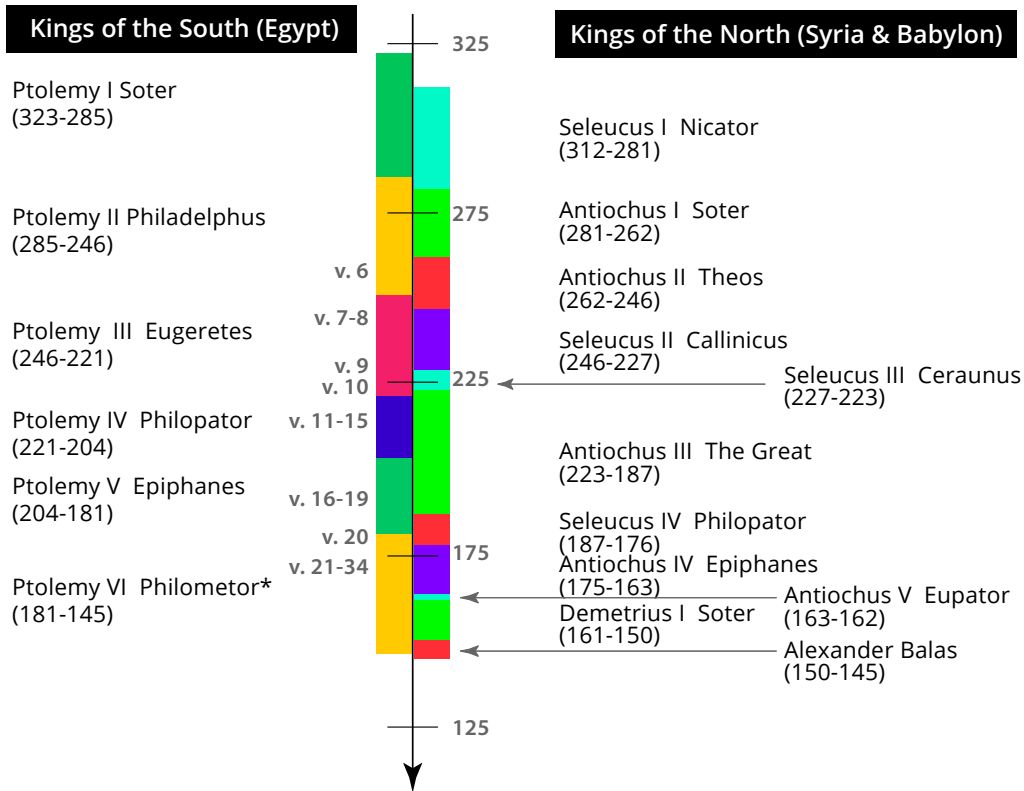 Kings of the South (Egypt)
Kings of the North (Syria & Babylon)
325
Ptolemy I Soter
(323-285)
Seleucus I Nicator
(312-281)
Ptolemy II Philadelphus
(285-246)
275
Antiochus I Soter
(281-262)
v. 6
Antiochus II Theos
(262-246)
v. 7-8
Ptolemy III Eugeretes
(246-221)
Seleucus II Callinicus
(246-227)
v. 9
v. 10
225
Seleucus III Ceraunus
(227-223)
Ptolemy IV Philopator
(221-204)
v. 11-15
Antiochus III The Great
(223-187)
Ptolemy V Epiphanes
(204-181)
v. 16-19
Seleucus IV Philopator
(187-176)
v. 20
175
Antiochus IV Epiphanes
(175-163)
v. 21-34
Ptolemy VI Philometor*
(181-145)
Antiochus V Eupator
(163-162)
Demetrius I Soter
(161-150)
Alexander Balas
(150-145)
125